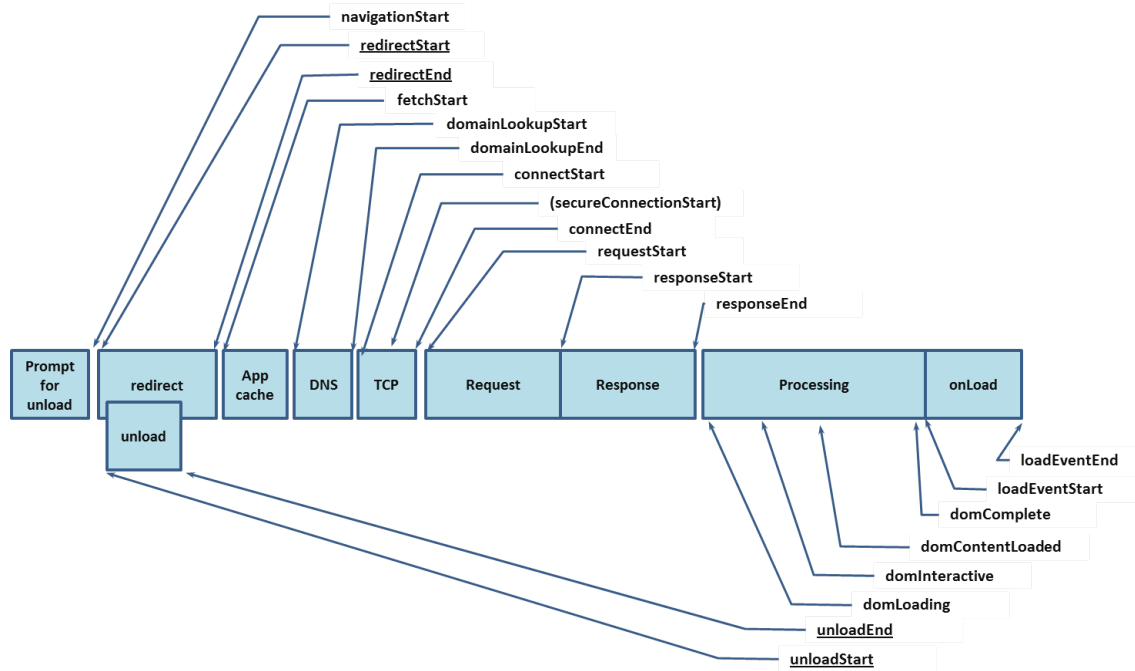 navigationStart
redirectStart
redirectEnd
fetchStart
domainLookupStart
domainLookupEnd
connectStart
(secureConnectionStart)
connectEnd
requestStart
responseStart
responseEnd
Prompt
for
unload
redirect
App
cache
DNS
TCP
Request
Response
Processing
onLoad
unload
loadEventEnd
loadEventStart
domComplete
domContentLoaded
domInteractive
domLoading
unloadEnd
unloadStart